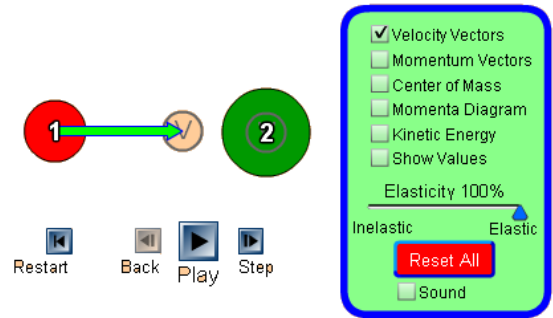 1
V
2
Restart
Back
Play
Step
Velocity Vectors
Momentum Vectors
Center of Mass
Momenta Diagram
Kinetic Energy
Show Values
Elasticity 100%
Inelastic Elastic
Reset All
Sound